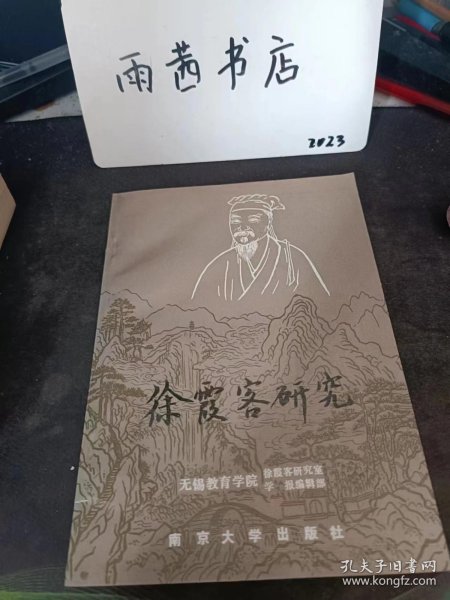 雨茜书店
2023
徐霞客研究
无锡教育学院 徐霞客研究室
学报编辑部
南京大学出版社
孔夫子旧书网
www.kongfz.com